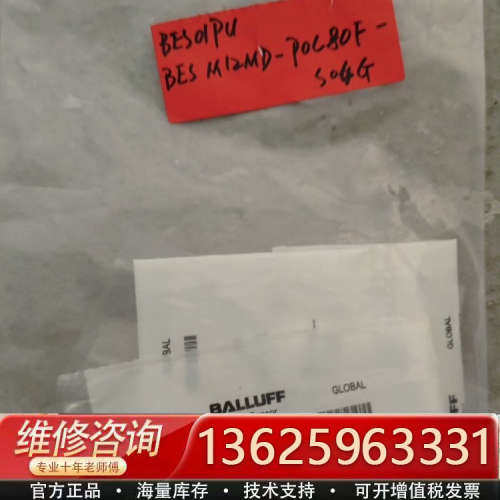 BES01PU
BES M12MD-POC80F-
S04G
BALLUFF
GLOBAL
GLOBAL
维修咨询
专业十年老师傅
13625963331
官方正品 · 海量库存 · 技术支持 · 可开增值税发票